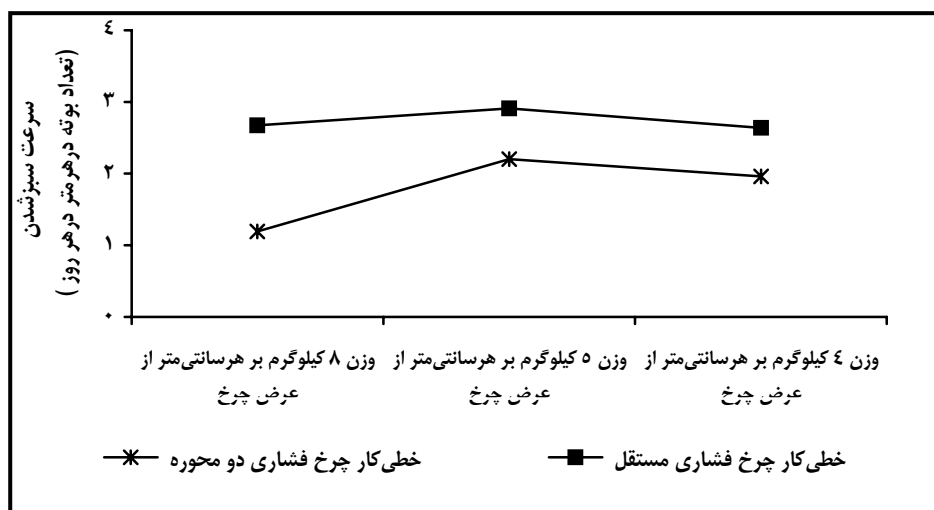 سرعت سبزشدن
(تعداد بوته درهرمتر درهر روز )
٤
٣
٢
١
٠
وزن ٤ کیلوگرم بر هرسانتی‌متر از
عرض چرخ
وزن ٥ کیلوگرم بر هرسانتی‌متر از
عرض چرخ
وزن ٨ کیلوگرم بر هرسانتی‌متر از
عرض چرخ
خطی‌کار چرخ فشاری مستقل
خطی‌کار چرخ فشاری دو محوره